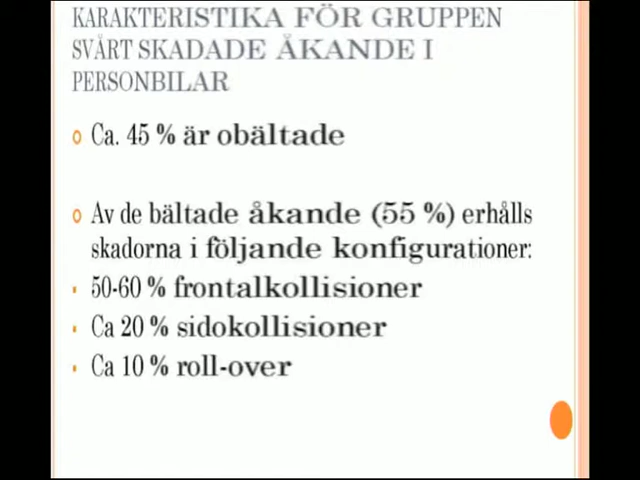 KARAKTERISTIKA FÖR GRUPPEN
SVÅRT SKADADE ÅKANDE I
PERSONBILAR
Ca. 45 % är obältade
Av de bältade åkande (55 %) erhålls
skadorna i följande konfigurationer:
50-60 % frontalkollisioner
Ca 20 % sidokollisioner
Ca 10 % roll-over